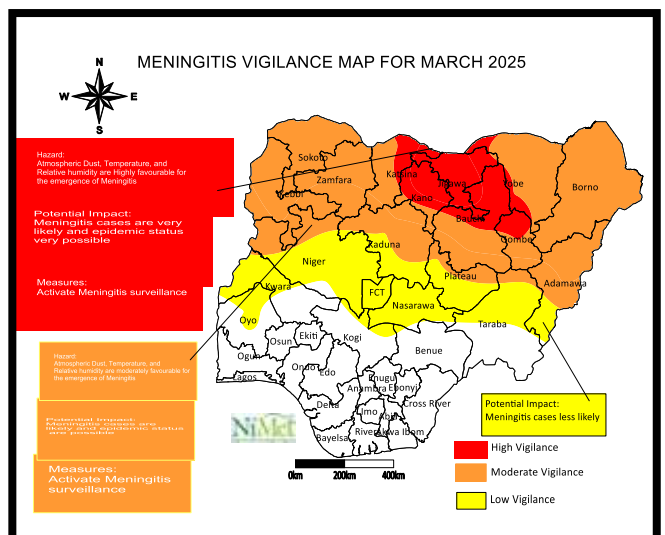 MENINGITIS VIGILANCE MAP FOR MARCH 2025
N
W
E
S
Hazard:
Atmospheric Dust, Temperature, and
Relative humidity are Highly favourable for
the emergence of Meningitis
Potential Impact:
Meningitis cases are very
likely and epidemic status
very possible
Measures:
Activate Meningitis surveillance
Hazard:
Atmospheric Dust, Temperature, and
Relative humidity are moderately favourable for
the emergence of Meningitis
Potential Impact:
Meningitis cases are
likely and epidemic status
are possible
Measures:
Activate Meningitis
surveillance
Sokoto
Zamfara
Kebbi
Katsina
Jigawa
Kano
Yobe
Borno
Bauchi
Gombe
Kaduna
Niger
Plateau
Adamawa
Kwara
FCT
Nasarawa
Oyo
Taraba
Ekiti
Kogi
Osun
Benue
Ogun
Ondo
Edo
Lagos
Enugu
Anambra
Ebonyi
Delta
Imo
Abia
Cross River
Bayelsa
Rivers
Akwa Ibom
NiMet
0km
200km
400km
Potential Impact:
Meningitis cases less likely
High Vigilance
Moderate Vigilance
Low Vigilance